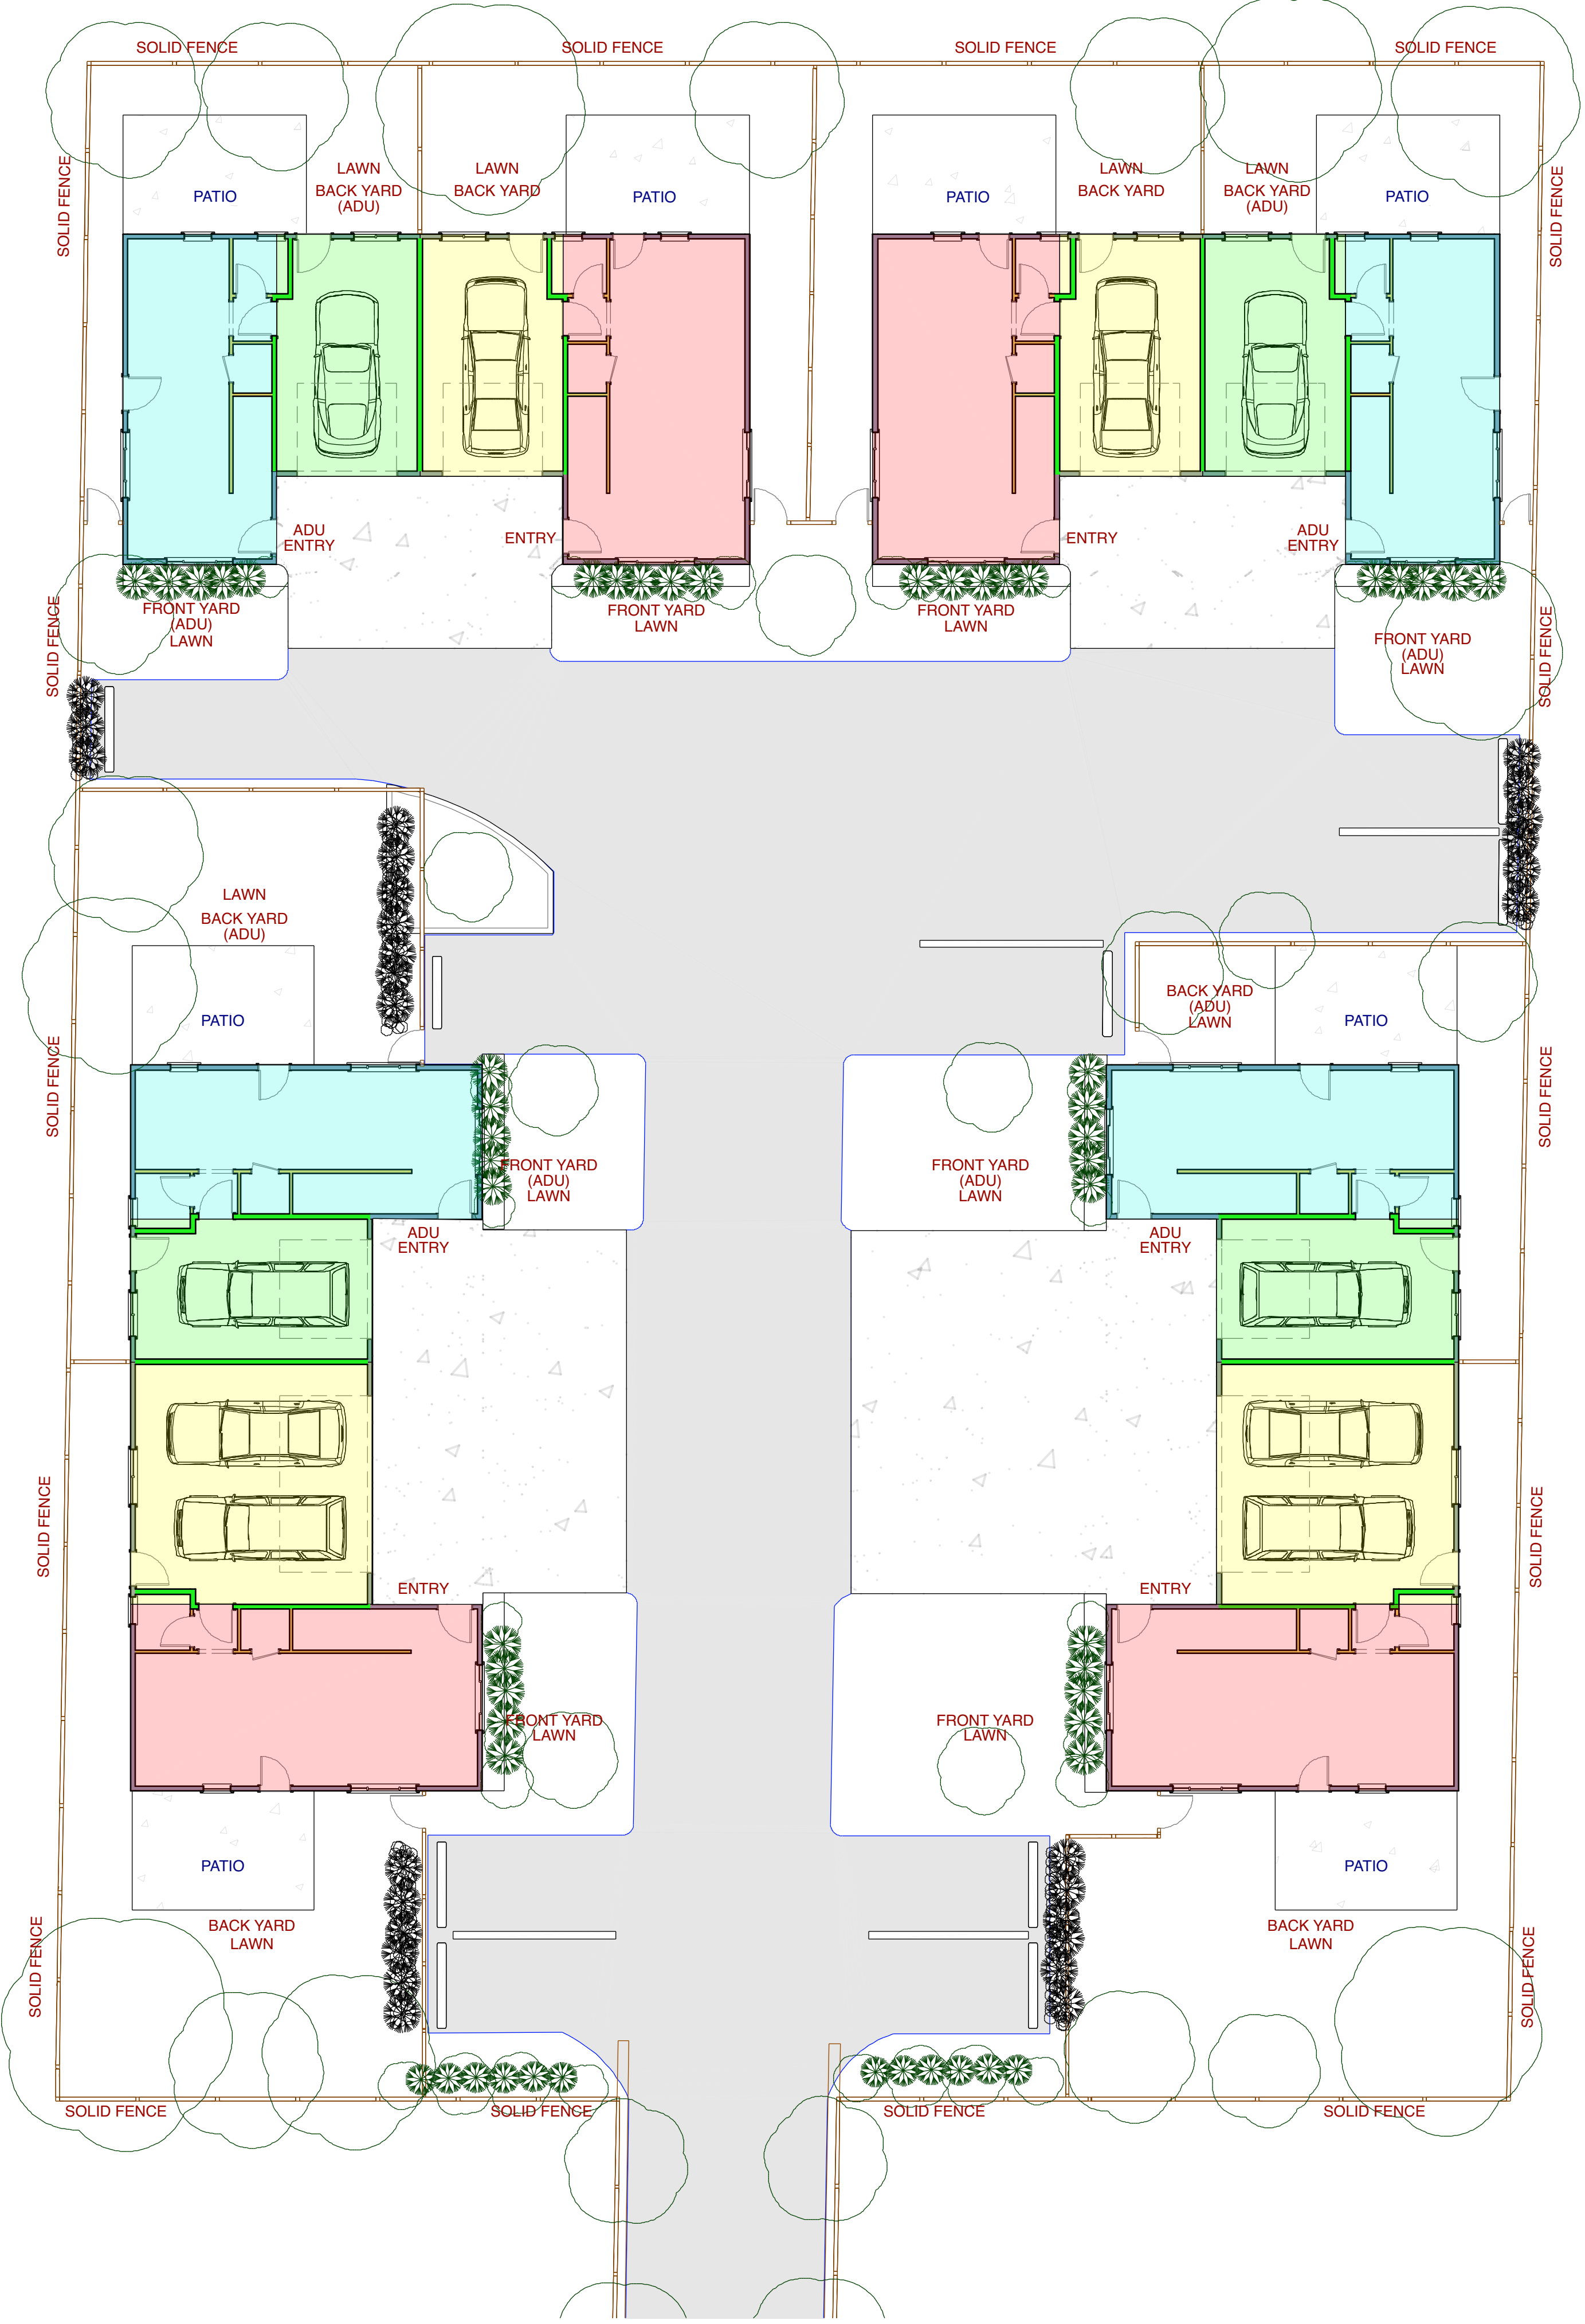 SOLID FENCE
SOLID FENCE
SOLID FENCE
SOLID FENCE
SOLID FENCE
PATIO
LAWN
BACK YARD
(ADU)
LAWN
BACK YARD
PATIO
PATIO
LAWN
BACK YARD
LAWN
BACK YARD
(ADU)
PATIO
SOLID FENCE
ADU
ENTRY
ENTRY
ENTRY
ADU
ENTRY
SOLID FENCE
FRONT YARD
(ADU)
LAWN
FRONT YARD
LAWN
FRONT YARD
LAWN
FRONT YARD
(ADU)
LAWN
SOLID FENCE
LAWN
BACK YARD
(ADU)
PATIO
BACK YARD
(ADU)
LAWN
PATIO
SOLID FENCE
SOLID FENCE
FRONT YARD
(ADU)
LAWN
FRONT YARD
(ADU)
LAWN
ADU
ENTRY
ADU
ENTRY
SOLID FENCE
SOLID FENCE
ENTRY
ENTRY
FRONT YARD
LAWN
FRONT YARD
LAWN
PATIO
PATIO
BACK YARD
LAWN
BACK YARD
LAWN
SOLID FENCE
SOLID FENCE
SOLID FENCE
SOLID FENCE
SOLID FENCE
SOLID FENCE